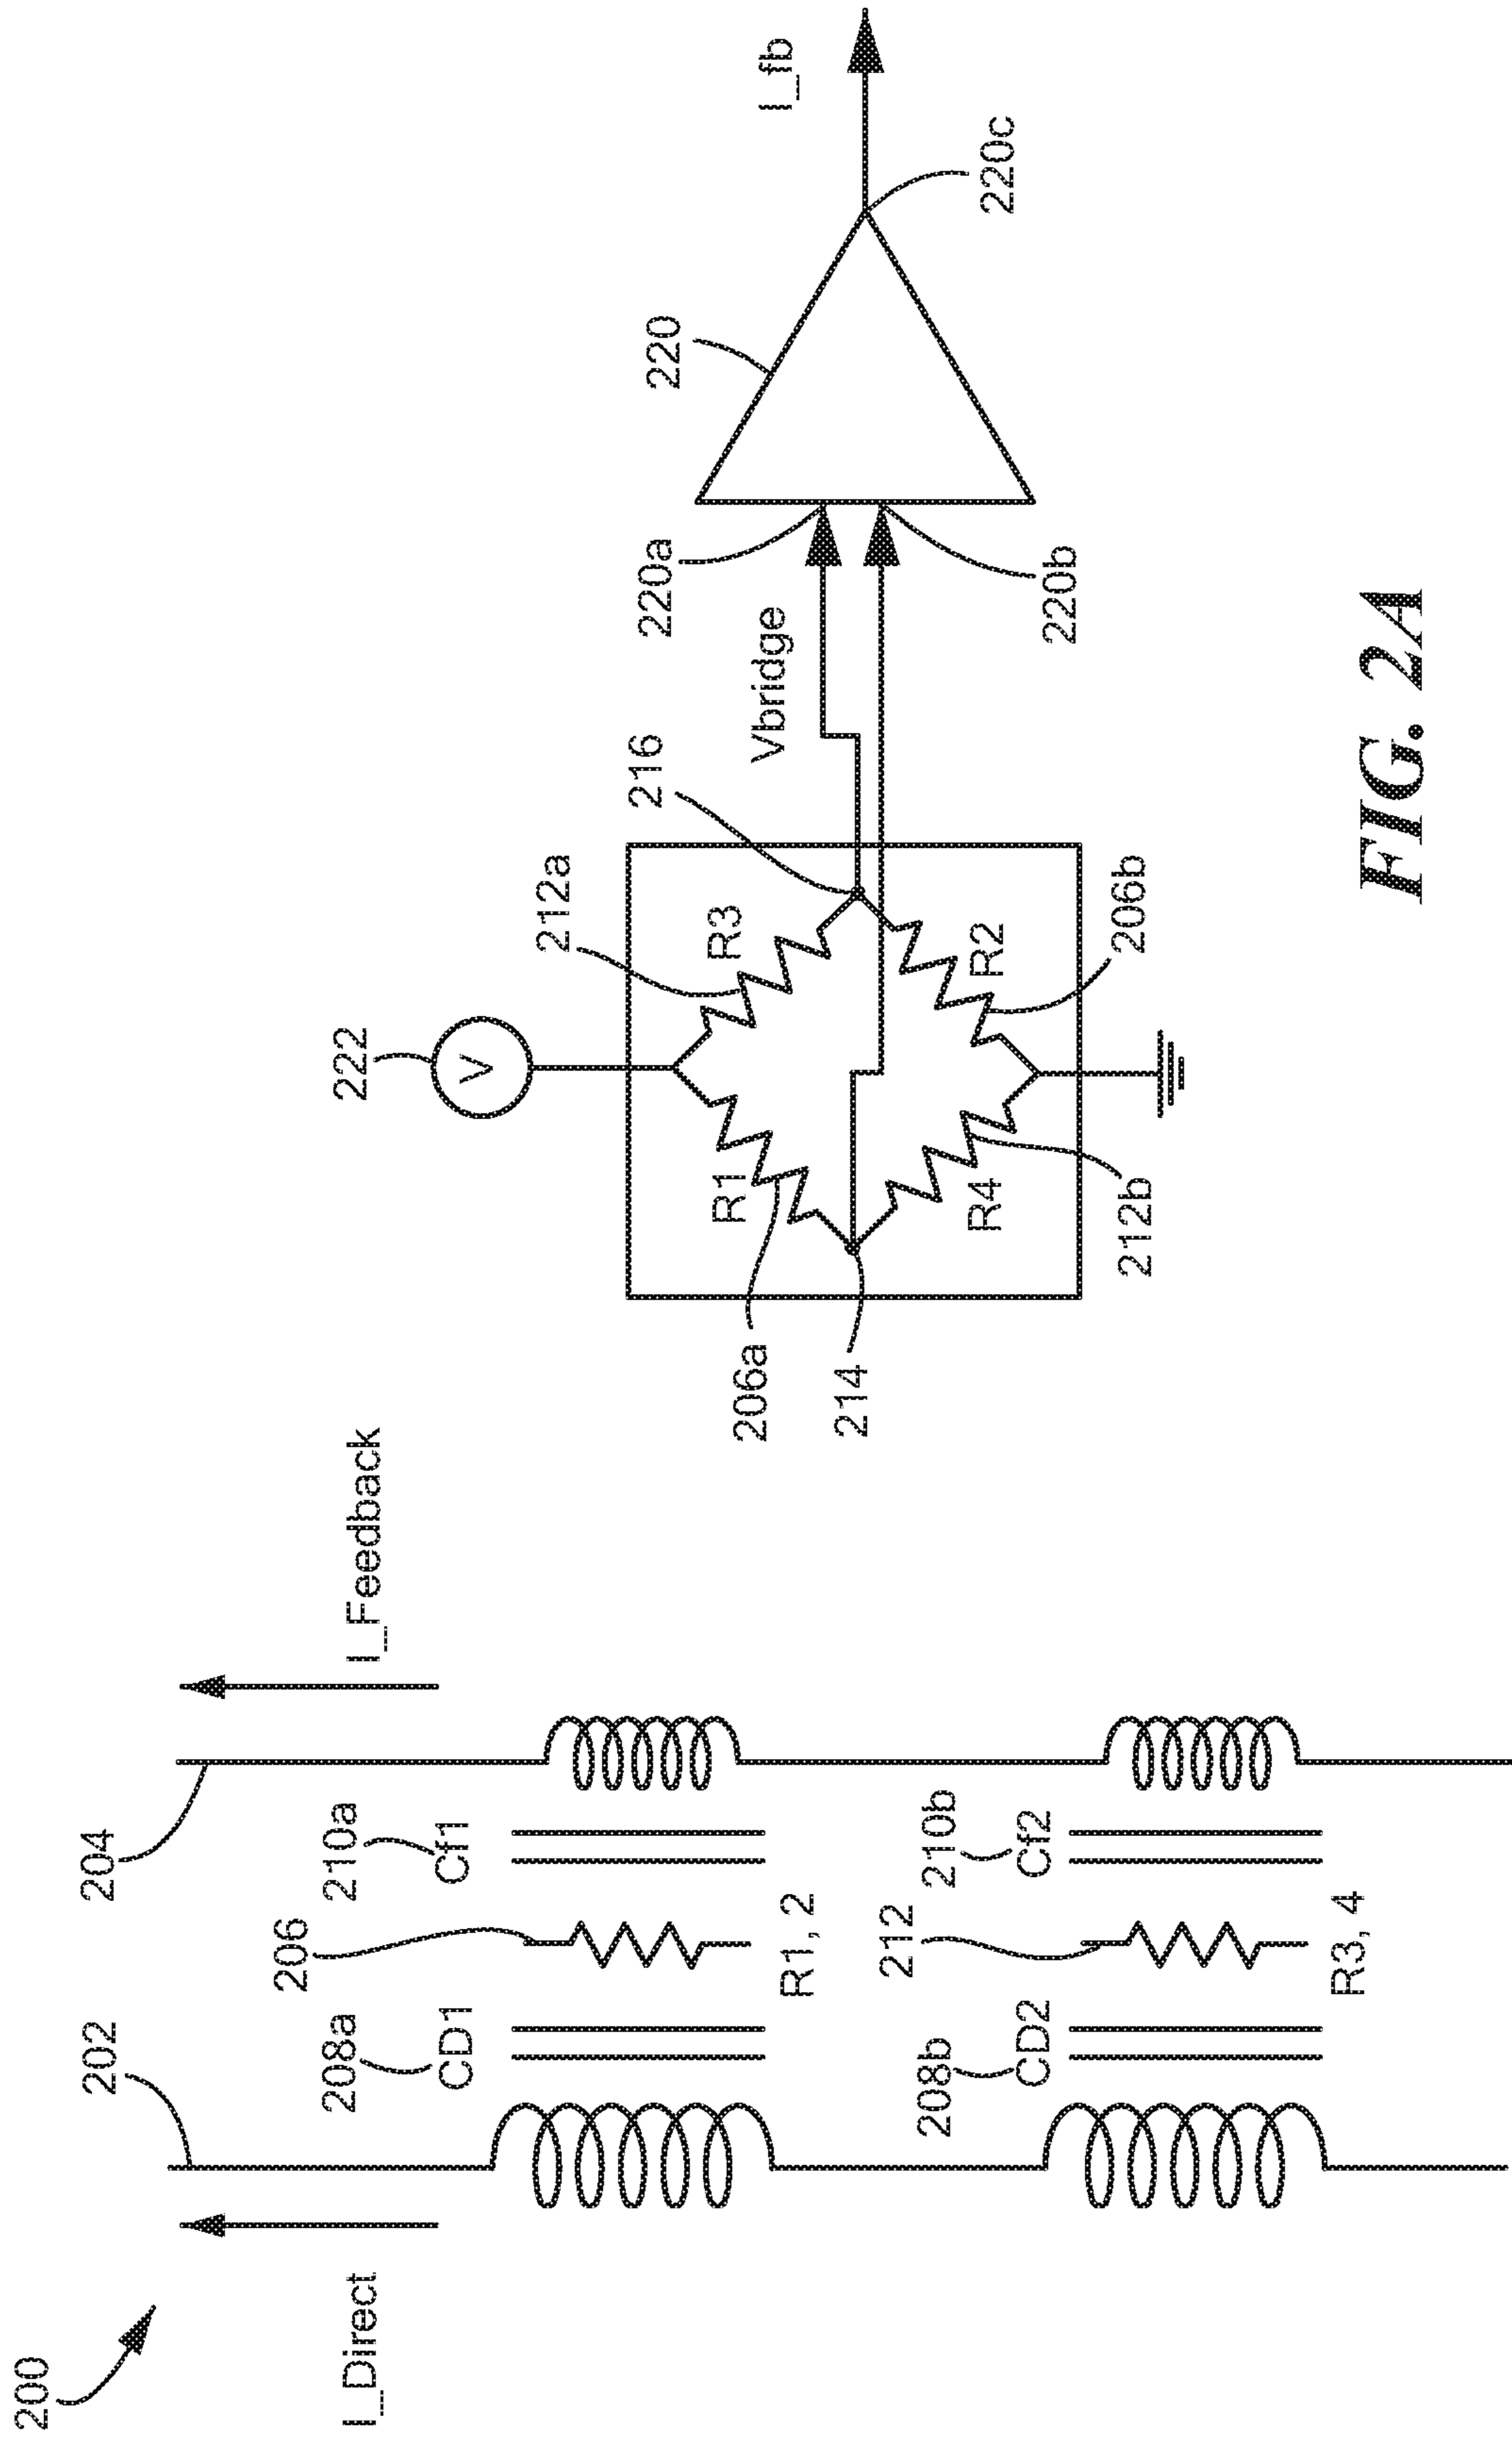 200
202
204
I_Direct
I_Feedback
208a
CD1
206
210a
Cf1
R1, 2
208b
CD2
212
210b
Cf2
R3, 4
222
V
212a
216
R1
R3
206a
214
R4
R2
212b
206b
Vbridge
220a
220b
220
220c
I_fb
FIG. 2A